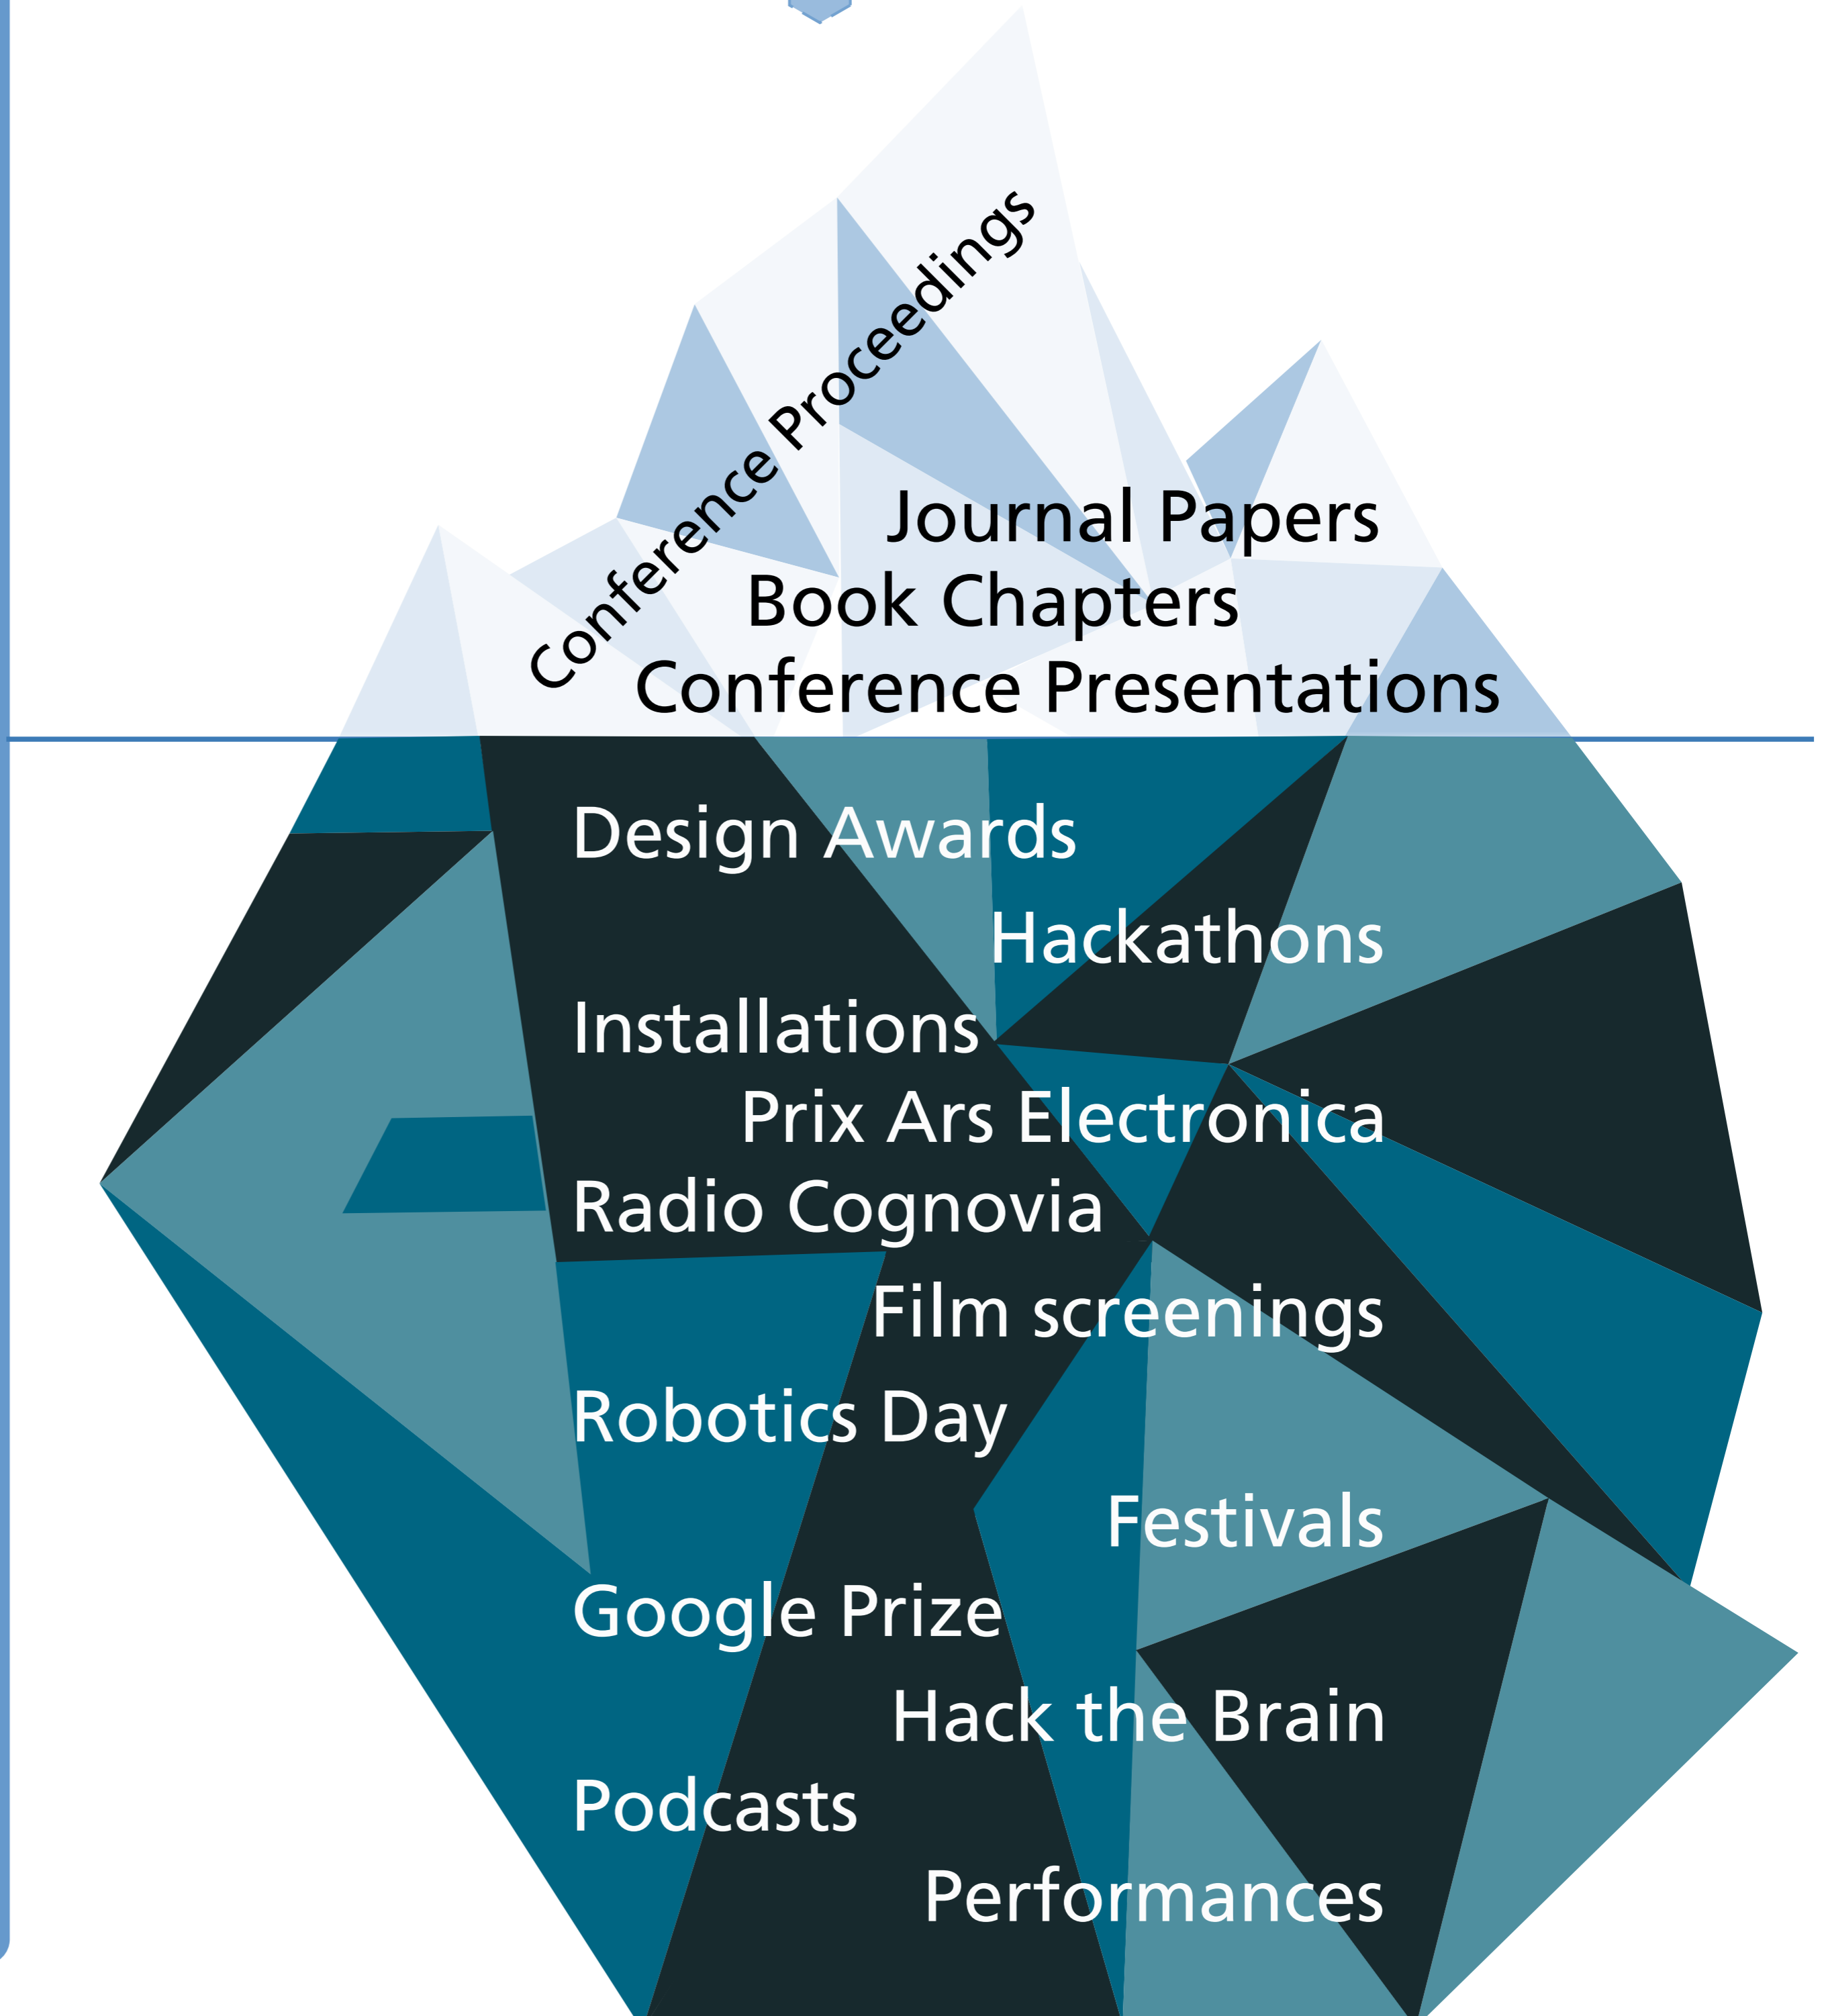 Conference Proceedings
Journal Papers
Book Chapters
Conference Presentations
Design Awards
Hackathons
Installations
Prix Ars Electronica
Radio Cognovia
Film screenings
Robotics Day
Festivals
Google Prize
Hack the Brain
Podcasts
Performances